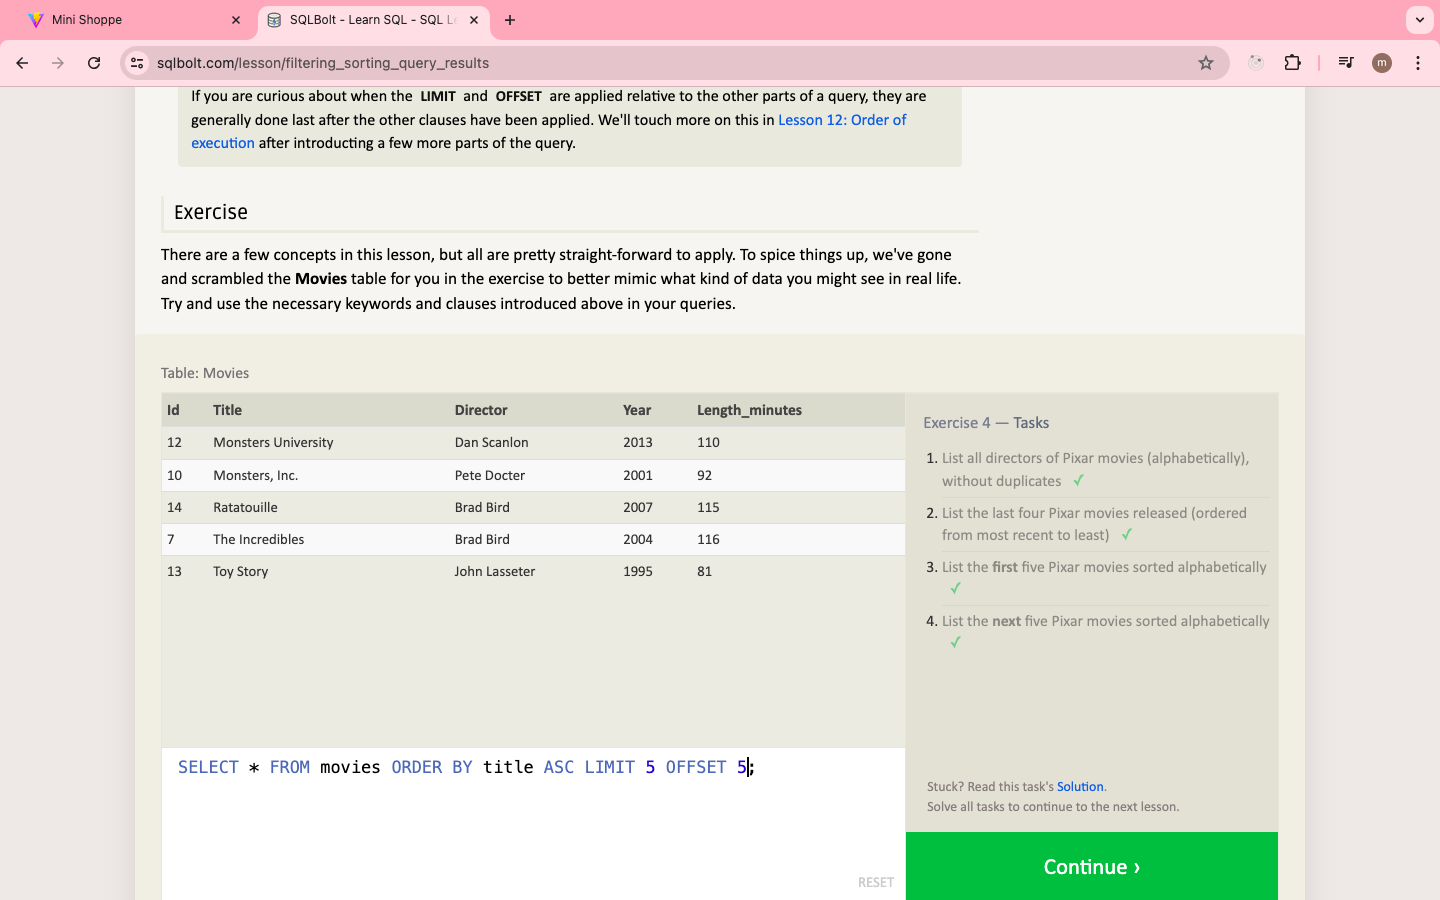 Mini Shoppe
SQLBolt - Learn SQL - SQL Le
sqlbolt.com/lesson/filtering_sorting_query_results
m
If you are curious about when the LIMIT and OFFSET are applied relative to the other parts of a query, they are
generally done last after the other clauses have been applied. We'll touch more on this in Lesson 12: Order of
execution after introducting a few more parts of the query.
Exercise
There are a few concepts in this lesson, but all are pretty straight-forward to apply. To spice things up, we've gone
and scrambled the Movies table for you in the exercise to better mimic what kind of data you might see in real life.
Try and use the necessary keywords and clauses introduced above in your queries.
Table: Movies
Id Title Director Year Length_minutes
12 Monsters University Dan Scanlon 2013 110
10 Monsters, Inc. Pete Docter 2001 92
14 Ratatouille Brad Bird 2007 115
7 The Incredibles Brad Bird 2004 116
13 Toy Story John Lasseter 1995 81
SELECT * FROM movies ORDER BY title ASC LIMIT 5 OFFSET 5;
RESET
Exercise 4 — Tasks
1. List all directors of Pixar movies (alphabetically),
without duplicates ✓
2. List the last four Pixar movies released (ordered
from most recent to least) ✓
3. List the first five Pixar movies sorted alphabetically
✓
4. List the next five Pixar movies sorted alphabetically
✓
Stuck? Read this task's Solution.
Solve all tasks to continue to the next lesson.
Continue ›